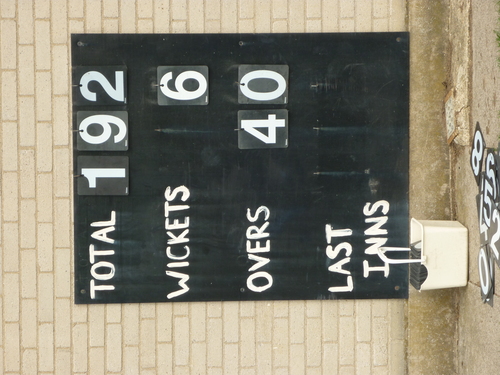 TOTAL 192
WICKETS 6
OVERS 40
LAST
INNS